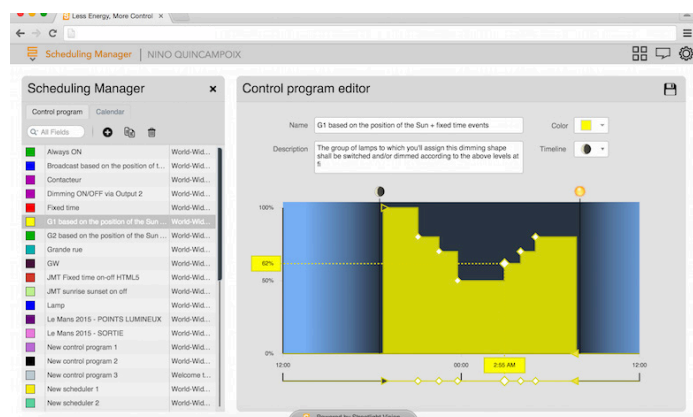 Less Energy, More Control
Scheduling Manager | NINO QUINCAMPOIX
Scheduling Manager
Control program Calendar
All Fields
Always ON World-Wid...
Broadcast based on the position of t... World-Wid...
Contacteur World-Wid...
Dimming ON/OFF via Output 2 World-Wid...
Fixed time World-Wid...
G1 based on the position of the Sun ... World-Wid...
G2 based on the position of the Sun ... World-Wid...
Grande rue World-Wid...
GW World-Wid...
JMT Fixed time on-off HTML5 World-Wid...
JMT sunrise sunset on off World-Wid...
Lamp World-Wid...
Le Mans 2015 - POINTS LUMINEUX World-Wid...
Le Mans 2015 - SORTIE World-Wid...
New control program 1 World-Wid...
New control program 2 World-Wid...
New control program 3 Welcome t...
New scheduler 1 World-Wid...
New scheduler 2 World-Wid...
Control program editor
Name G1 based on the position of the Sun + fixed time events Color
Description The group of lamps to which you'll assign this dimming shape Timeline
shall be switched and/or dimmed according to the above levels at
5
100%
62%
50%
0%
12:00 00:00 2:55 AM 12:00
Powered by Streetlight.Vision